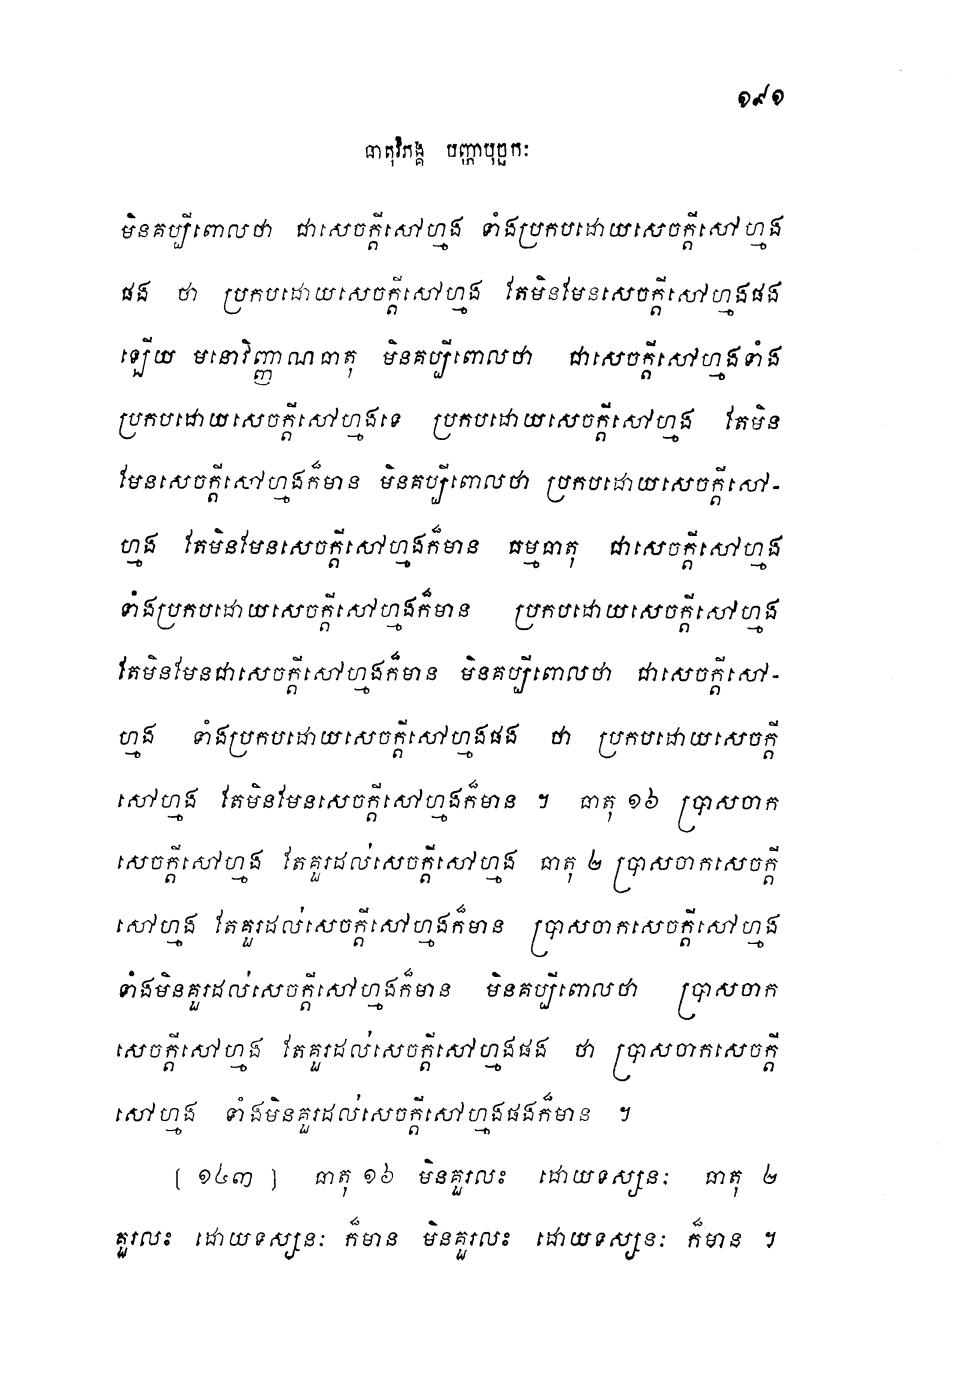 ១៩១
ធាតុវិភង្គ បញ្ហាបុច្ឆកៈ
មិនគប្បីពោលថា ជាសេចក្ដីសៅហ្មង ទាំងប្រកបដោយសេចក្ដីសៅហ្មង
ផង ថា ប្រកបដោយសេចក្ដីសៅហ្មង តែមិនមែនសេចក្ដីសៅហ្មងផង
ឡើយ មនោវិញ្ញាណធាតុ មិនគប្បីពោលថា ជាសេចក្ដីសៅហ្មងទាំង
ប្រកបដោយសេចក្ដីសៅហ្មងទេ ប្រកបដោយសេចក្ដីសៅហ្មង តែមិន
មែនសេចក្ដីសៅហ្មងក៏មាន មិនគប្បីពោលថា ប្រកបដោយសេចក្ដីសៅ-
ហ្មង តែមិនមែនសេចក្ដីសៅហ្មងក៏មាន ធម្មធាតុ ជាសេចក្ដីសៅហ្មង
ទាំងប្រកបដោយសេចក្ដីសៅហ្មងក៏មាន ប្រកបដោយសេចក្ដីសៅហ្មង
តែមិនមែនជាសេចក្ដីសៅហ្មងក៏មាន មិនគប្បីពោលថា ជាសេចក្ដីសៅ-
ហ្មង ទាំងប្រកបដោយសេចក្ដីសៅហ្មងផង ថា ប្រកបដោយសេចក្ដី
សៅហ្មង តែមិនមែនសេចក្ដីសៅហ្មងក៏មាន ។ ធាតុ ១៦ ប្រាសចាក
សេចក្ដីសៅហ្មង តែគួរដល់សេចក្ដីសៅហ្មង ធាតុ ២ ប្រាសចាកសេចក្ដី
សៅហ្មង តែគួរដល់សេចក្ដីសៅហ្មងក៏មាន ប្រាសចាកសេចក្ដីសៅហ្មង
ទាំងមិនគួរដល់សេចក្ដីសៅហ្មងក៏មាន មិនគប្បីពោលថា ប្រាសចាក
សេចក្ដីសៅហ្មង តែគួរដល់សេចក្ដីសៅហ្មងផង ថា ប្រាសចាកសេចក្ដី
សៅហ្មង ទាំងមិនគួរដល់សេចក្ដីសៅហ្មងផងក៏មាន ។
[ ១៤៣ ] ធាតុ ១៦ មិនគួរលះ ដោយទស្សនៈ ធាតុ ២
គួរលះ ដោយទស្សនៈ ក៏មាន មិនគួរលះ ដោយទស្សនៈ ក៏មាន ។